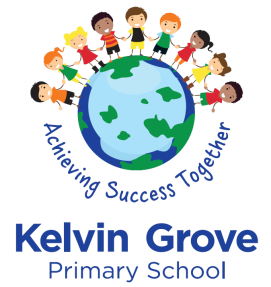 Achieving Success Together
Kelvin Grove
Primary School